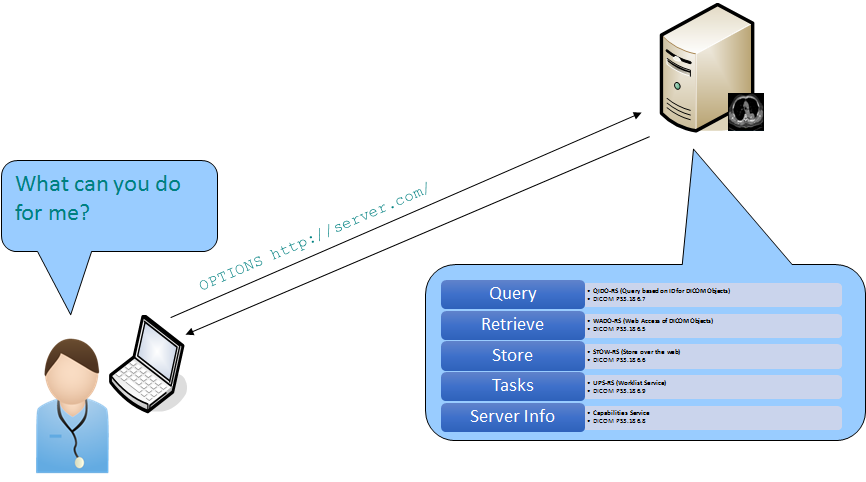 What can you do
for me?
OPTIONS http://server.com/
Query
• QIDO-RS (Query based on ID for DICOM Objects)
• DICOM PS3.18 6.7
Retrieve
• WADO-RS (Web Access of DICOM Objects)
• DICOM PS3.18 6.5
Store
• STOW-RS (Store over the web)
• DICOM PS3.18 6.6
Tasks
• UPS-RS (Worklist Service)
• DICOM PS3.18 6.9
Server Info
• Capabilities Service
• DICOM PS3.18 6.8